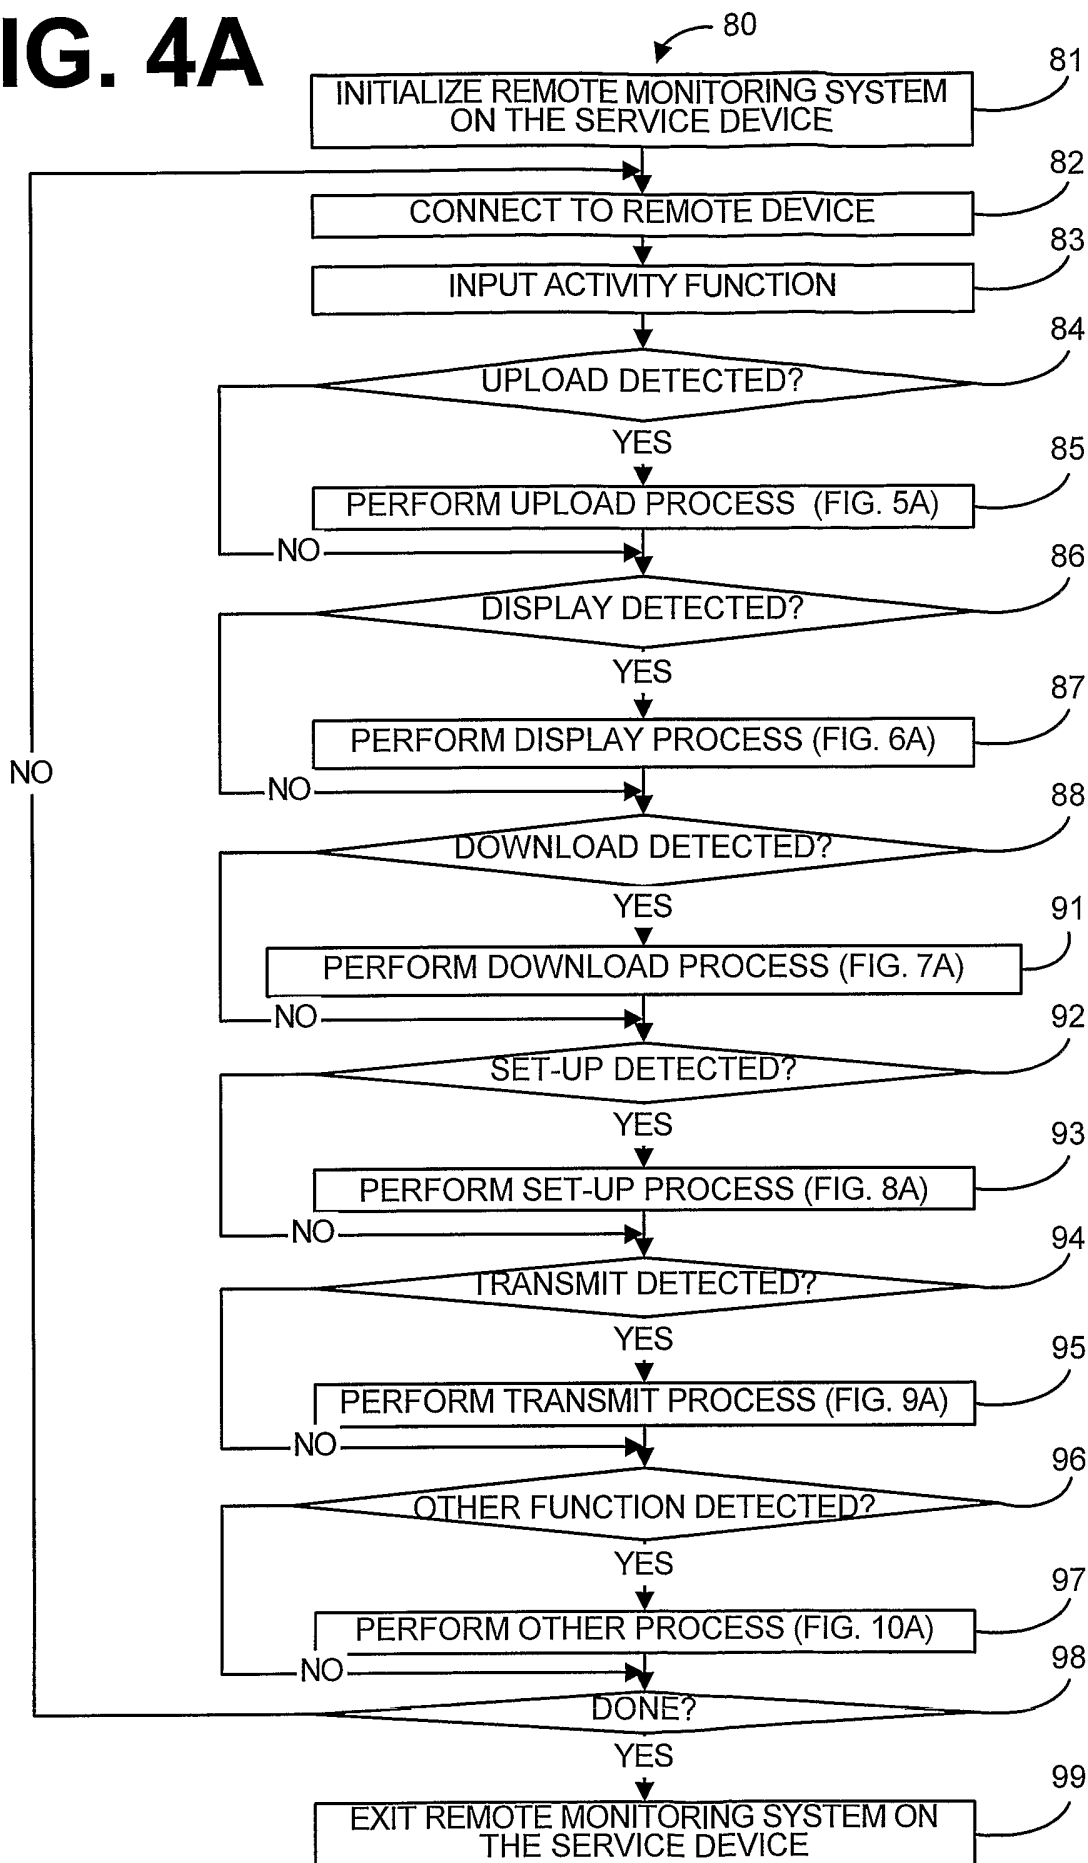 IG. 4A
80
INITIALIZE REMOTE MONITORING SYSTEM
ON THE SERVICE DEVICE
81
CONNECT TO REMOTE DEVICE
82
INPUT ACTIVITY FUNCTION
83
UPLOAD DETECTED?
84
YES
PERFORM UPLOAD PROCESS (FIG. 5A)
85
NO
DISPLAY DETECTED?
86
YES
PERFORM DISPLAY PROCESS (FIG. 6A)
87
NO
NO
DOWNLOAD DETECTED?
88
YES
PERFORM DOWNLOAD PROCESS (FIG. 7A)
91
NO
SET-UP DETECTED?
92
YES
PERFORM SET-UP PROCESS (FIG. 8A)
93
NO
TRANSMIT DETECTED?
94
YES
PERFORM TRANSMIT PROCESS (FIG. 9A)
95
NO
OTHER FUNCTION DETECTED?
96
YES
PERFORM OTHER PROCESS (FIG. 10A)
97
NO
DONE?
98
YES
EXIT REMOTE MONITORING SYSTEM ON
THE SERVICE DEVICE
99